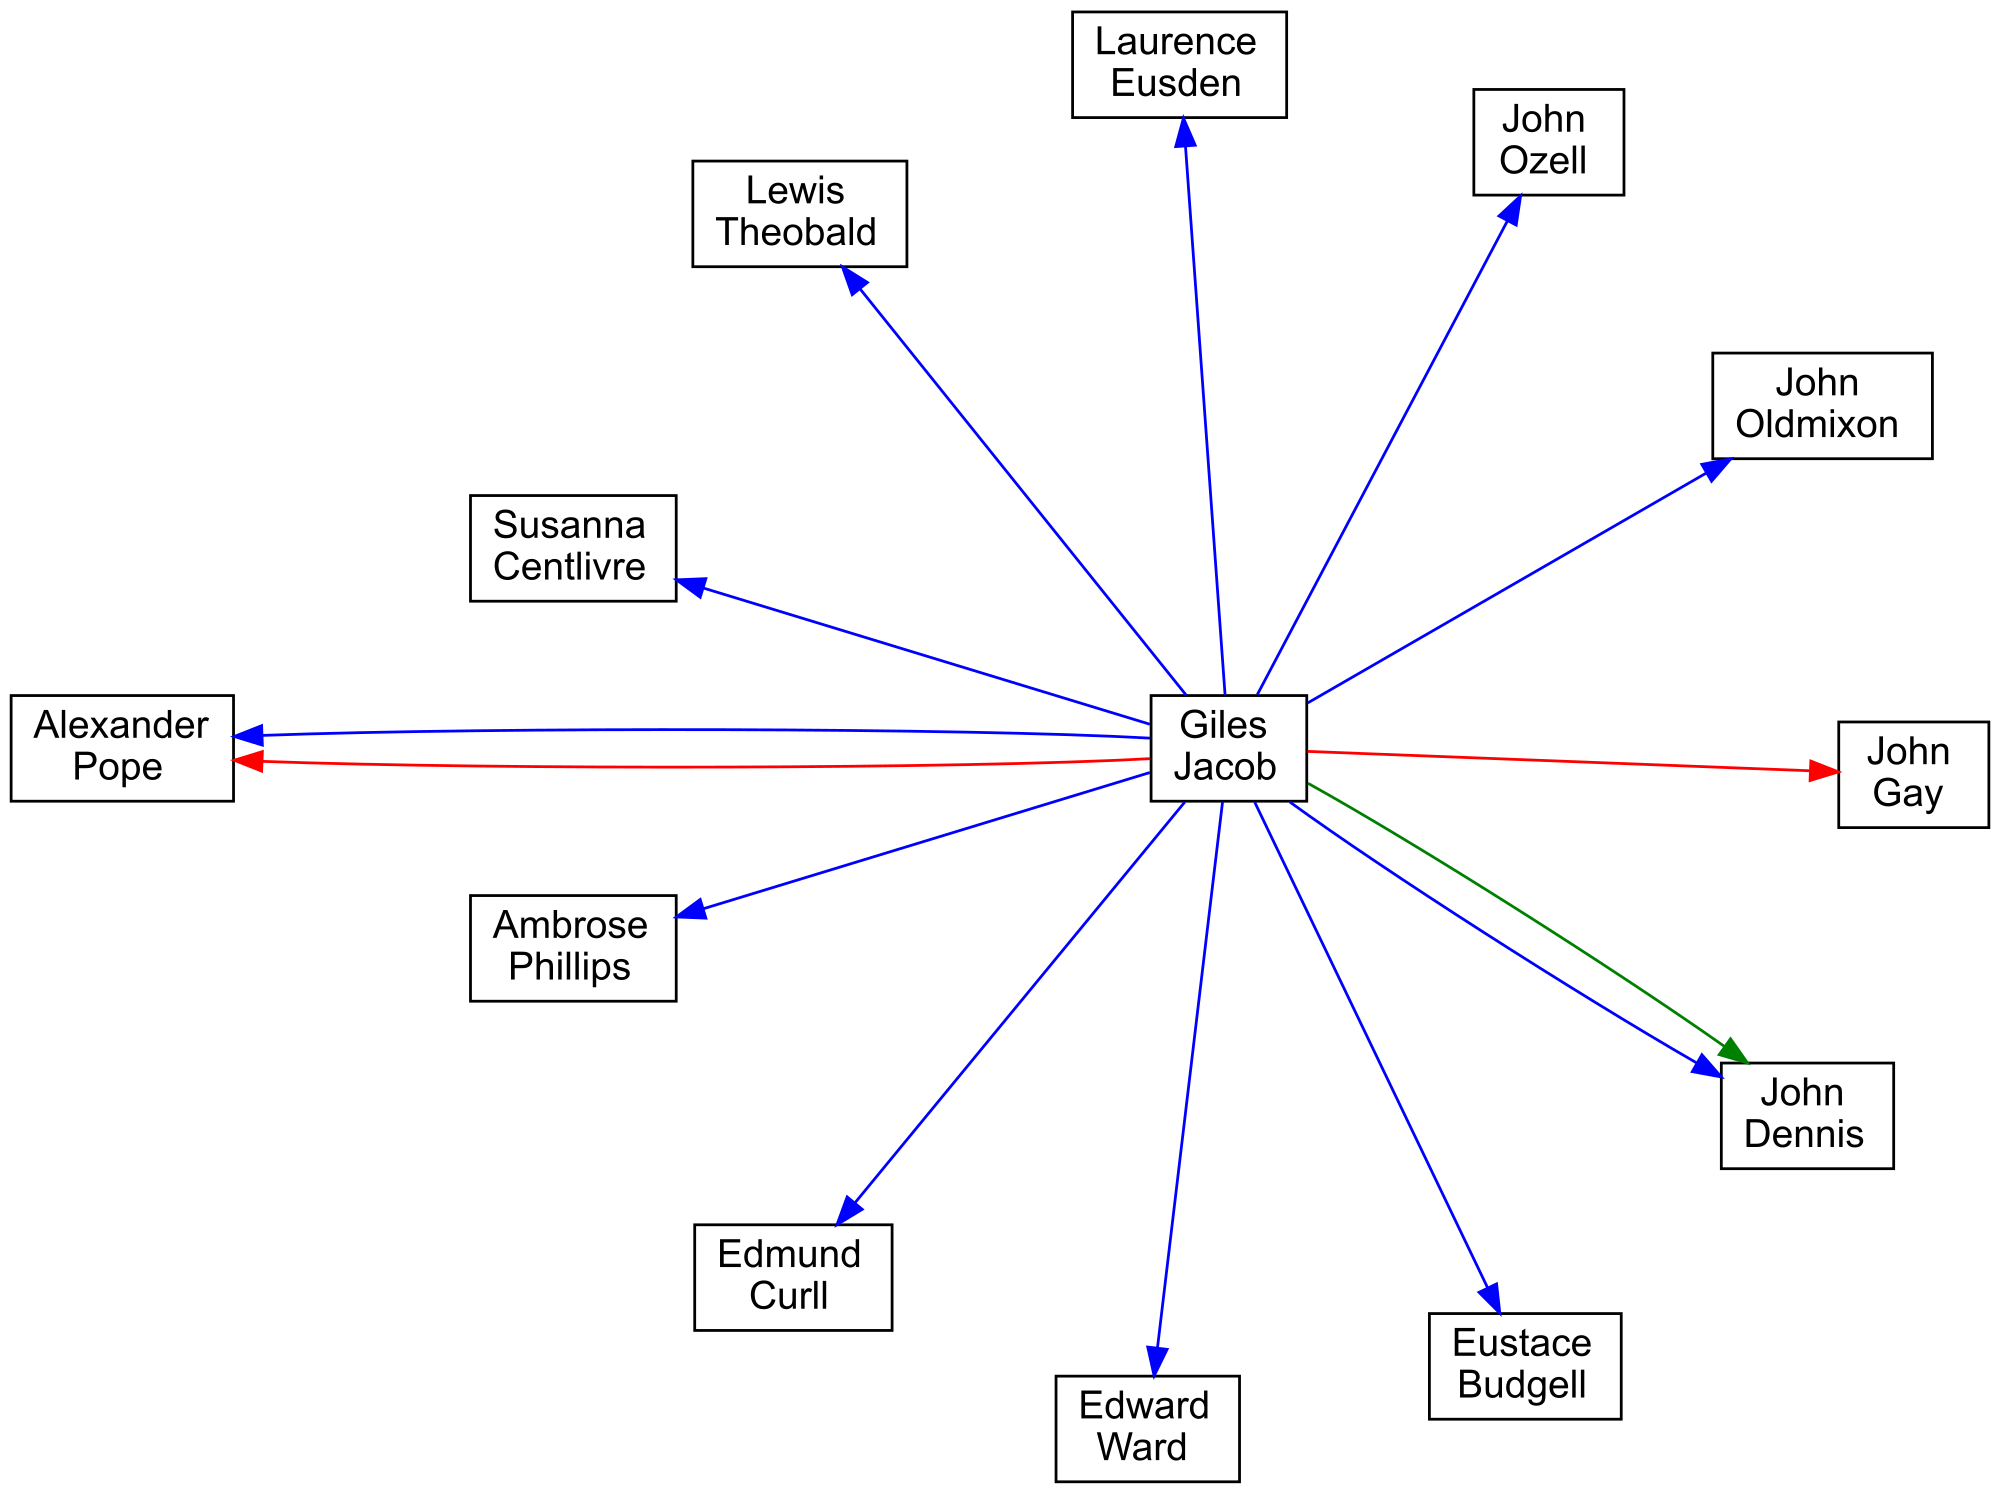 Laurence
Eusden
John
Ozell
Lewis
Theobald
John
Oldmixon
Susanna
Centlivre
Alexander
Pope
Giles
Jacob
John
Gay
Ambrose
Phillips
John
Dennis
Edmund
Curll
Eustace
Budgell
Edward
Ward